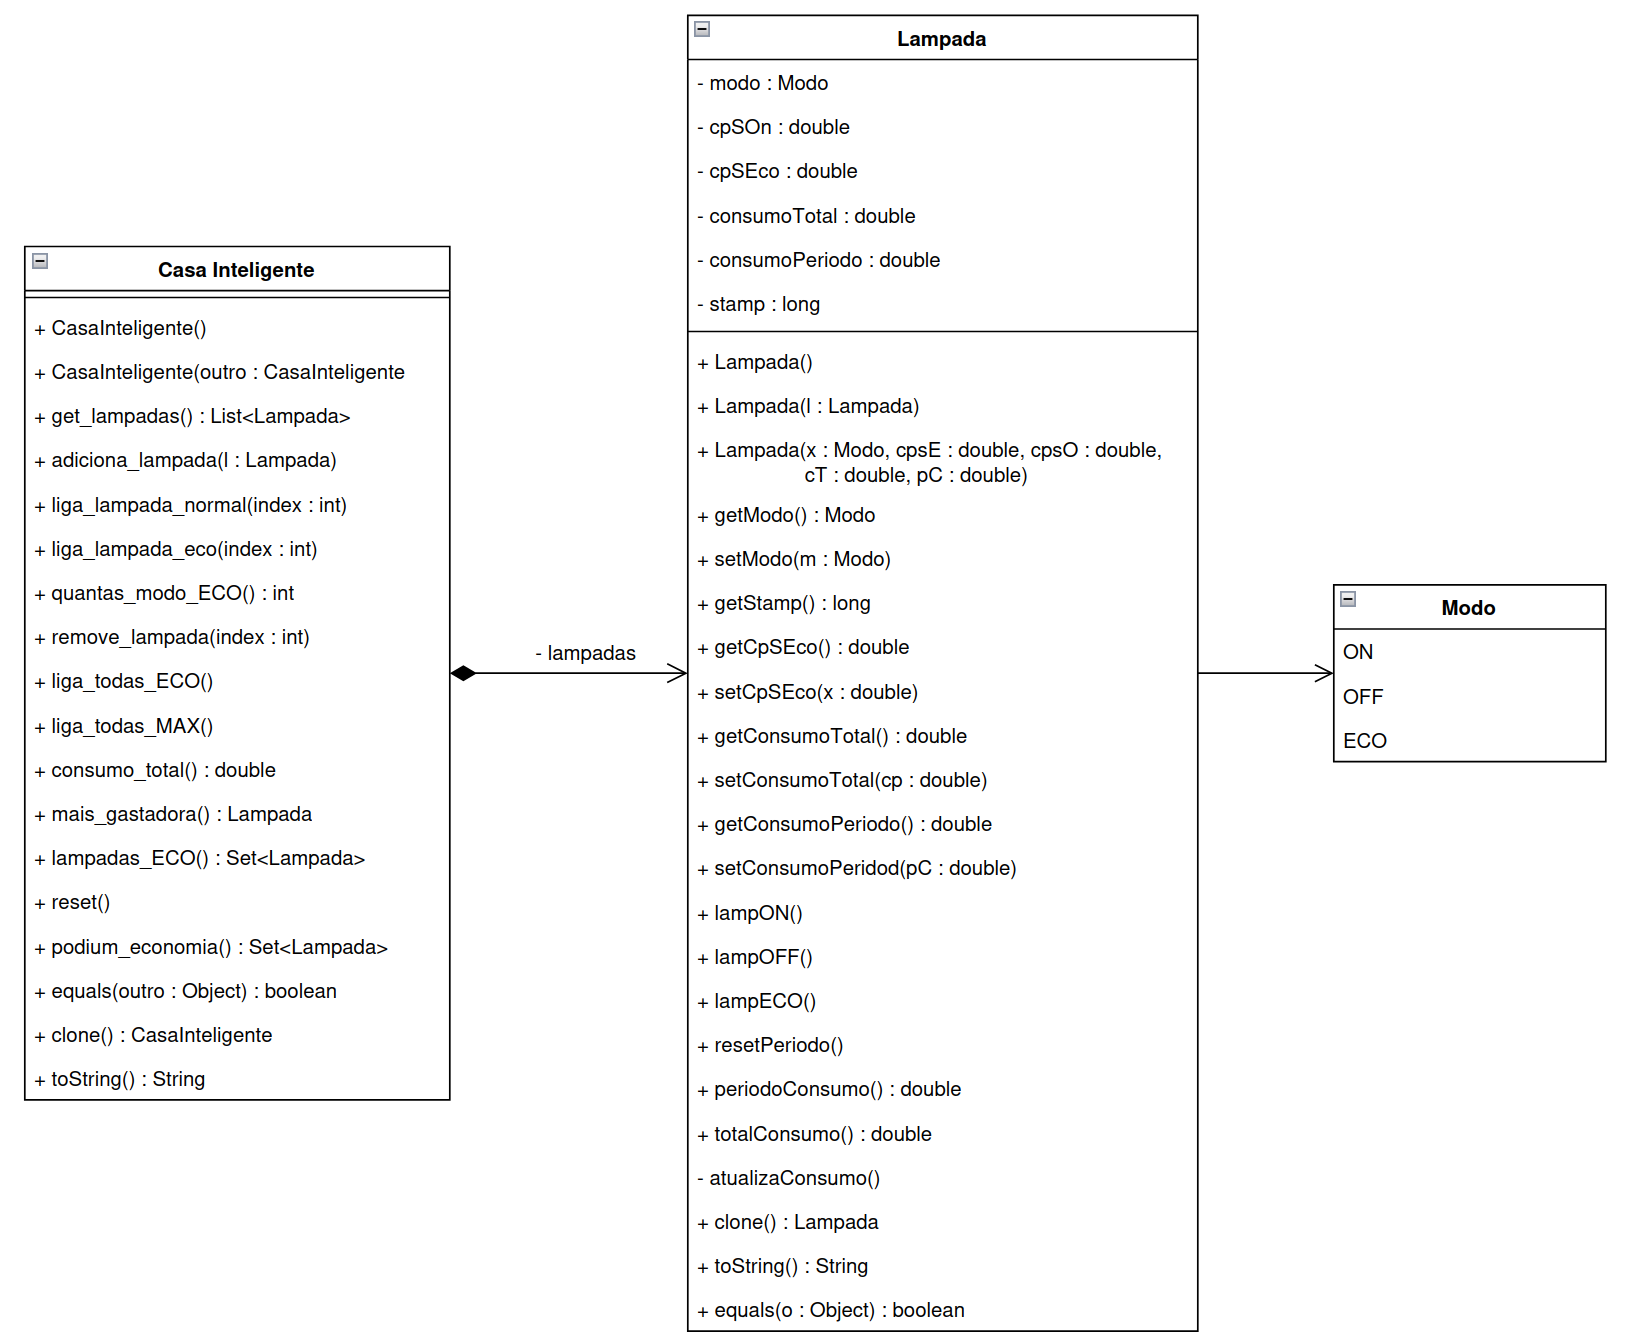 Casa Inteligente
+ CasaInteligente()
+ CasaInteligente(outro : CasaInteligente
+ get_lampadas() : List<Lampada>
+ adiciona_lampada(l : Lampada)
+ liga_lampada_normal(index : int)
+ liga_lampada_eco(index : int)
+ quantas_modo_ECO() : int
+ remove_lampada(index : int)
+ liga_todas_ECO()
+ liga_todas_MAX()
+ consumo_total() : double
+ mais_gastadora() : Lampada
+ lampadas_ECO() : Set<Lampada>
+ reset()
+ podium_economia() : Set<Lampada>
+ equals(outro : Object) : boolean
+ clone() : CasaInteligente
+ toString() : String
- lampadas
Lampada
- modo : Modo
- cpSOn : double
- cpSEco : double
- consumoTotal : double
- consumoPeriodo : double
- stamp : long
+ Lampada()
+ Lampada(l : Lampada)
+ Lampada(x : Modo, cpsE : double, cpsO : double,
cT : double, pC : double)
+ getModo() : Modo
+ setModo(m : Modo)
+ getStamp() : long
+ getCpSEco() : double
+ setCpSEco(x : double)
+ getConsumoTotal() : double
+ setConsumoTotal(cp : double)
+ getConsumoPeriodo() : double
+ setConsumoPeridod(pC : double)
+ lampON()
+ lampOFF()
+ lampECO()
+ resetPeriodo()
+ periodoConsumo() : double
+ totalConsumo() : double
- atualizaConsumo()
+ clone() : Lampada
+ toString() : String
+ equals(o : Object) : boolean
Modo
ON
OFF
ECO